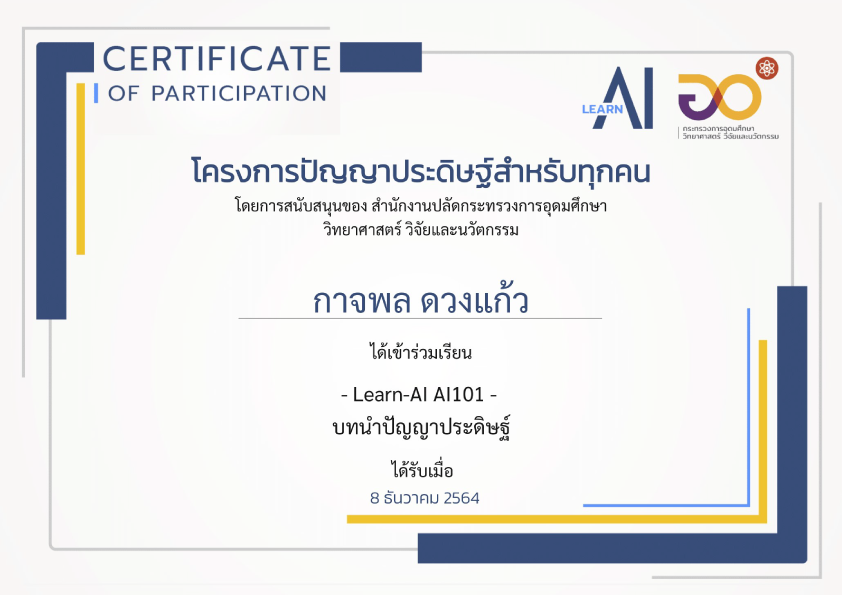 CERTIFICATE
OF PARTICIPATION
LEARN AI
กระทรวงการอุดมศึกษา
วิทยาศาสตร์ วิจัยและนวัตกรรม
โครงการปัญญาประดิษฐ์สำหรับทุกคน
โดยการสนับสนุนของ สำนักงานปลัดกระทรวงการอุดมศึกษา
วิทยาศาสตร์ วิจัยและนวัตกรรม
กาจพล ดวงแก้ว
ได้เข้าร่วมเรียน
- Learn-AI AI101 -
บทนำปัญญาประดิษฐ์
ได้รับเมื่อ
8 ธันวาคม 2564